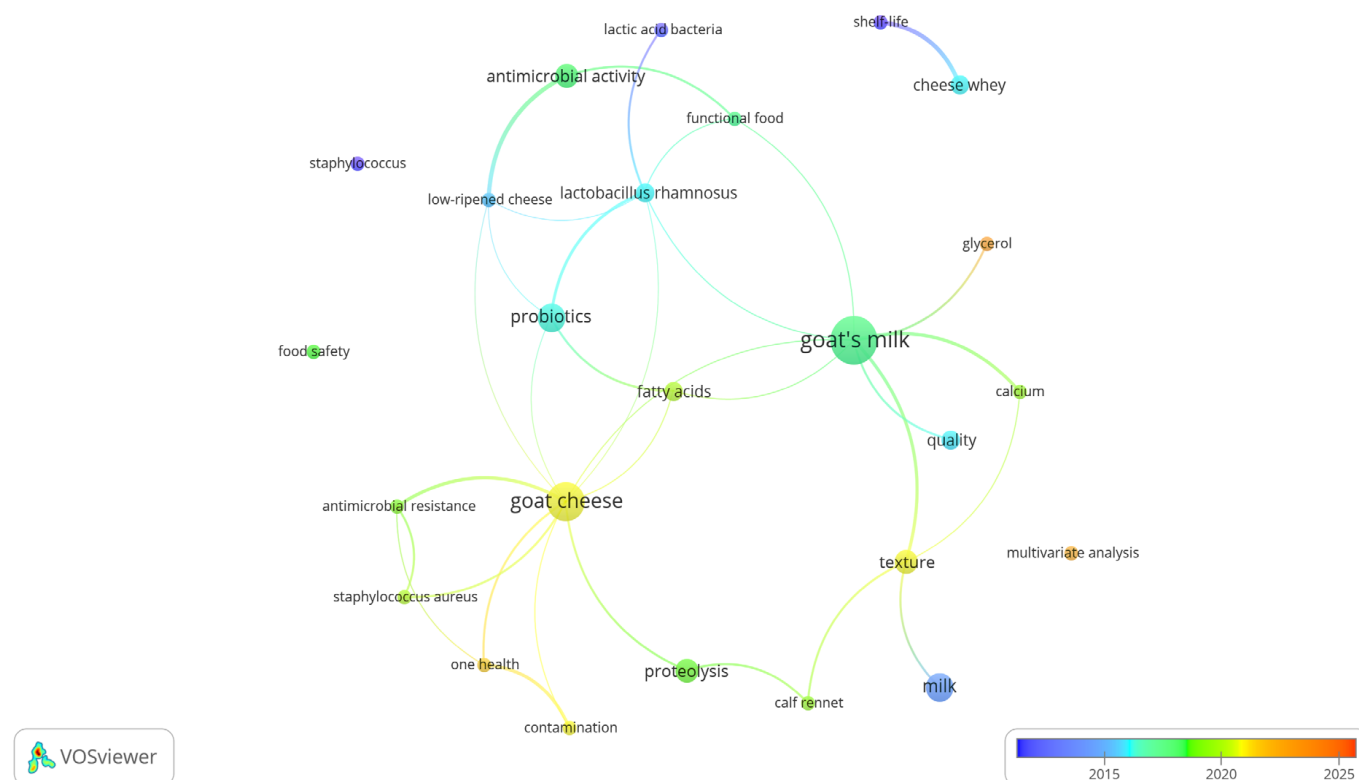 lactic acid bacteria
shelf-life
antimicrobial activity
cheese whey
functional food
staphylococcus
low-ripened cheese
lactobacillus rhamnosus
glycerol
probiotics
goat's milk
food safety
fatty acids
calcium
quality
antimicrobial resistance
goat cheese
multivariate analysis
texture
staphylococcus aureus
one health
proteolysis
milk
calf rennet
contamination
VOSviewer
2015
2020
2025